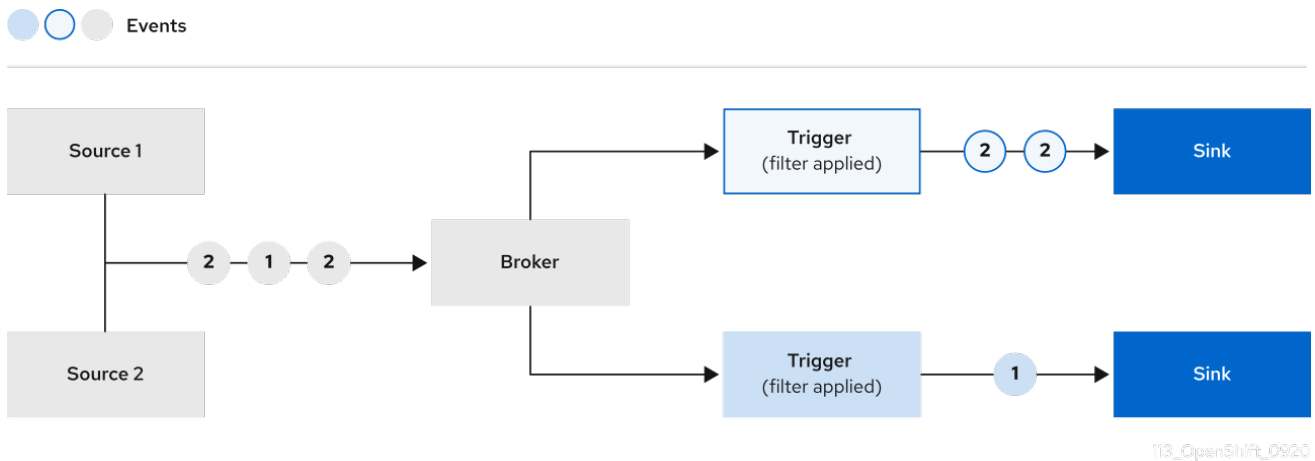 Events
Source 1
Trigger
(filter applied)
2
2
Sink
2
1
2
Broker
Source 2
Trigger
(filter applied)
1
Sink
113_OpenShift_0920